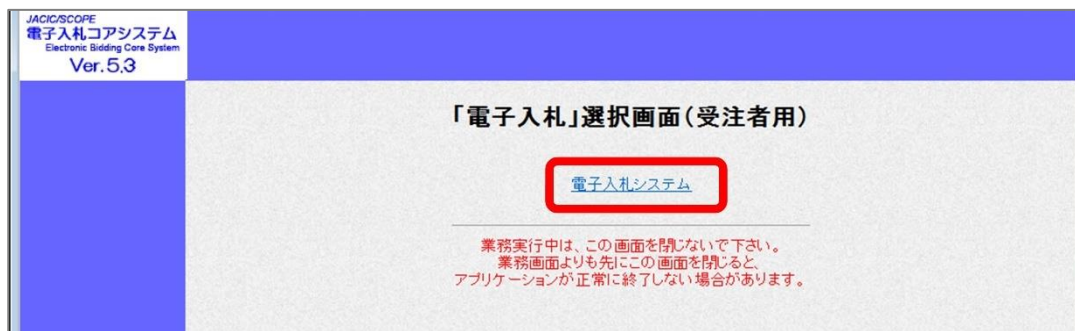 JACIC/SCOPE
電子入札コアシステム
Electronic Bidding Core System
Ver.5.3
「電子入札」選択画面(受注者用)
電子入札システム
業務実行中は、この画面を閉じないで下さい。
業務画面よりも先にこの画面を閉じると、
アプリケーションが正常に終了しない場合があります。